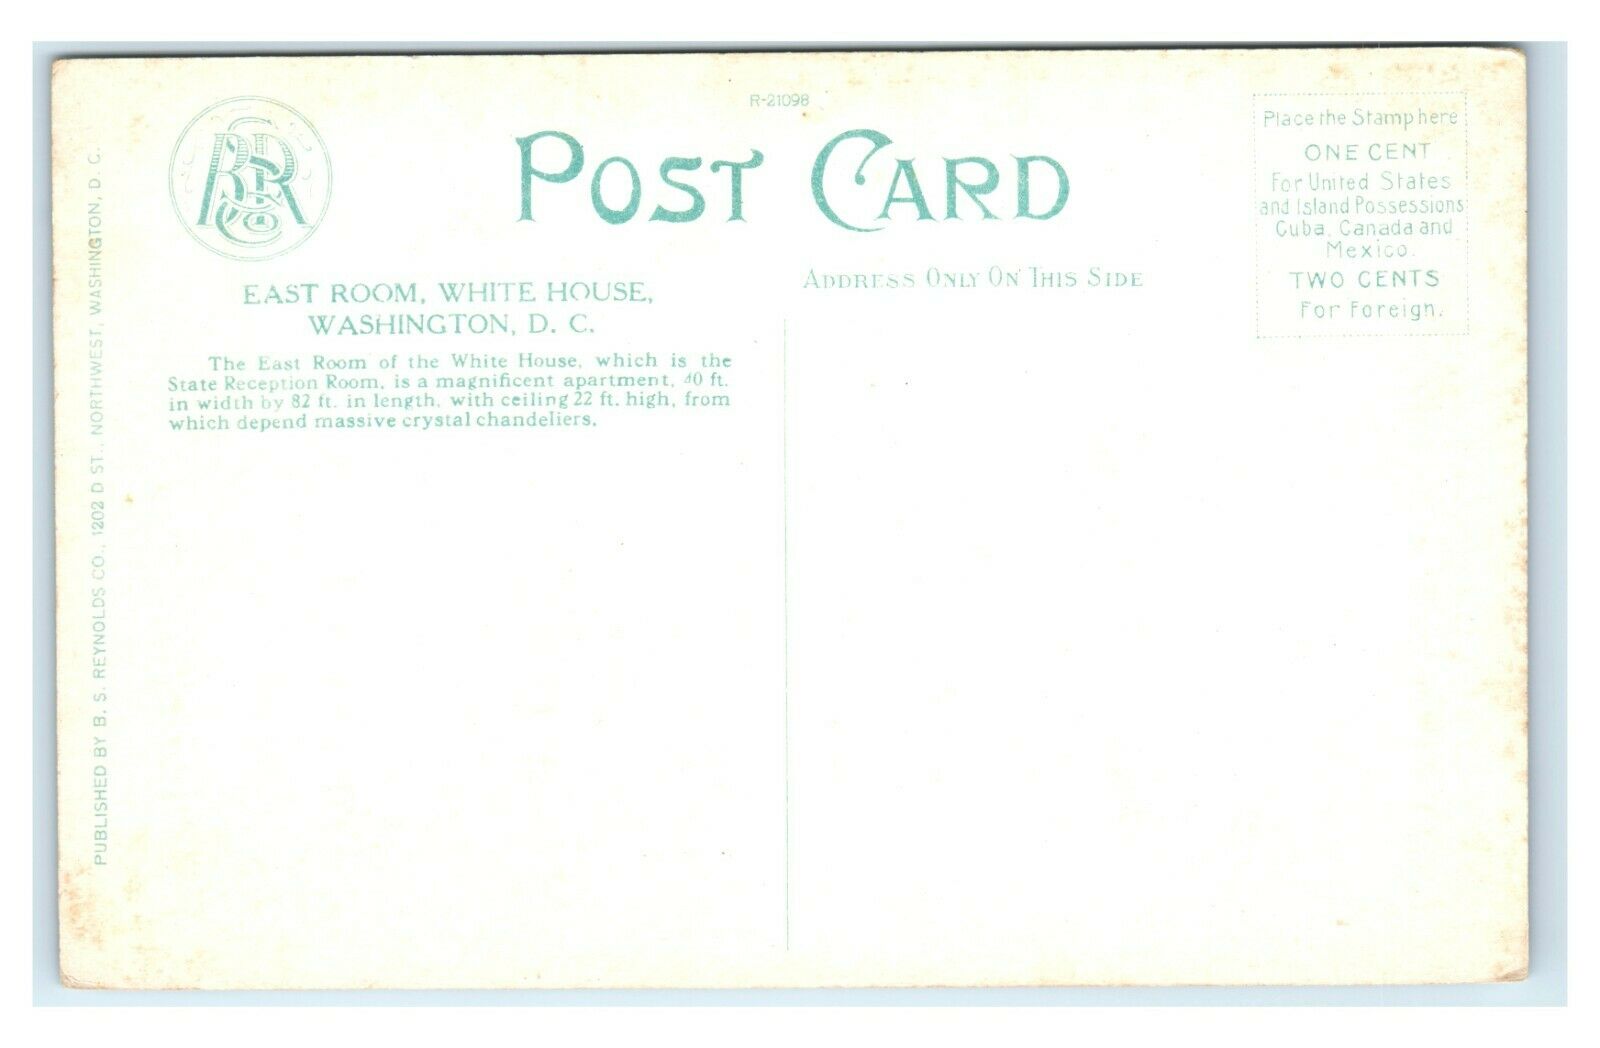 R-21098
POST CARD
BSR Co
EAST ROOM, WHITE HOUSE,
WASHINGTON, D. C.
The East Room of the White House, which is the
State Reception Room, is a magnificent apartment, 40 ft.
in width by 82 ft. in length, with ceiling 22 ft. high, from
which depend massive crystal chandeliers.
ADDRESS ONLY ON THIS SIDE
Place the Stamp here
ONE CENT
For United States
and Island Possessions
Cuba, Canada and
Mexico.
TWO CENTS
For Foreign.
PUBLISHED BY B. S. REYNOLDS CO., 1202 D ST., NORTHWEST, WASHINGTON, D. C.